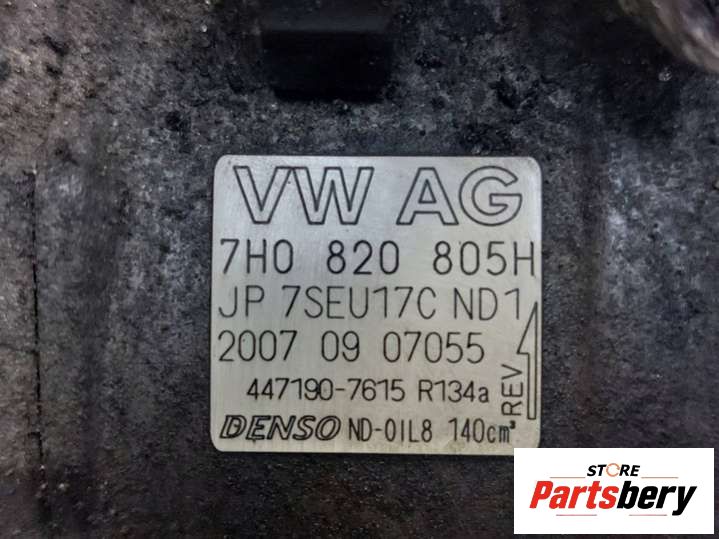 VW AG
7H0 820 805H
JP 7SEU17C ND1
2007 09 07055
447190-7615 R134a
REV
DENSO ND-OIL8 140cm³
STORE
Partsbery